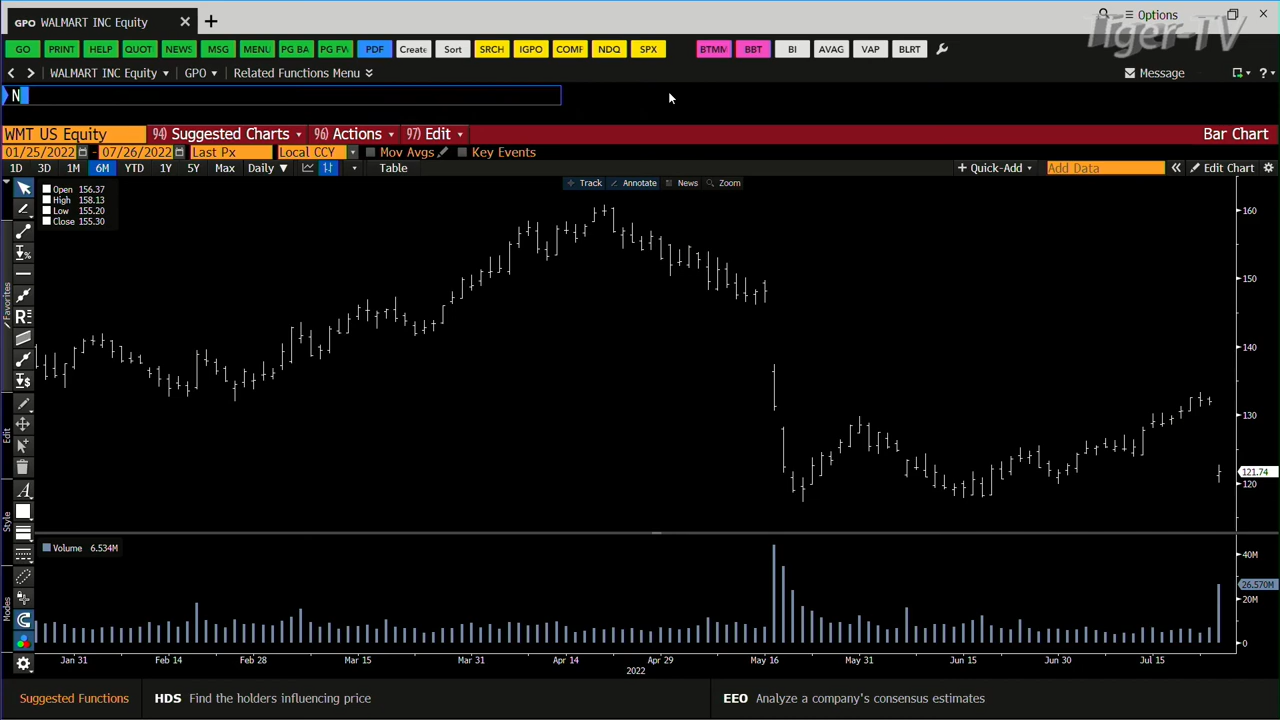 GPO WALMART INC Equity
Options
Tiger-TV
GO PRINT HELP QUOT NEWS MSG MENU PG BA PG FW PDF Create Sort SRCH IGPO COMF NDQ SPX BTMM BBT BI AVAG VAP BLRT
WALMART INC Equity GPO Related Functions Menu Message ?
N
WMT US Equity 94) Suggested Charts 96) Actions 97) Edit Bar Chart
01/25/2022 - 07/26/2022 Last Px Local CCY Mov Avgs Key Events
1D 3D 1M 6M YTD 1Y 5Y Max Daily Table Quick-Add Add Data Edit Chart
Track Annotate News Zoom
Open 156.37
High 158.13
Low 155.20
Close 155.30
160
150
140
130
121.74
120
Favorites
Edit
Style
Modes
Volume 6.534M
40M
26.570M
20M
0
Jan 31 Feb 14 Feb 28 Mar 15 Mar 31 Apr 14 Apr 29 May 16 May 31 Jun 15 Jun 30 Jul 15
2022
Suggested Functions HDS Find the holders influencing price EEO Analyze a company's consensus estimates